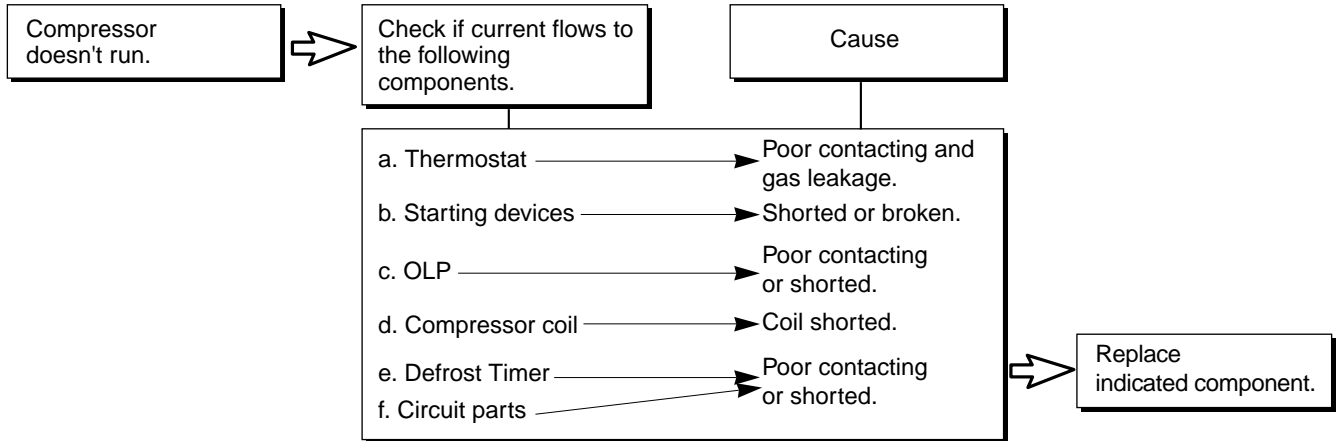 Compressor
doesn't run.
Check if current flows to
the following
components.
Cause
a. Thermostat
Poor contacting and
gas leakage.
b. Starting devices
Shorted or broken.
c. OLP
Poor contacting
or shorted.
d. Compressor coil
Coil shorted.
e. Defrost Timer
f. Circuit parts
Poor contacting
or shorted.
Replace
indicated component.